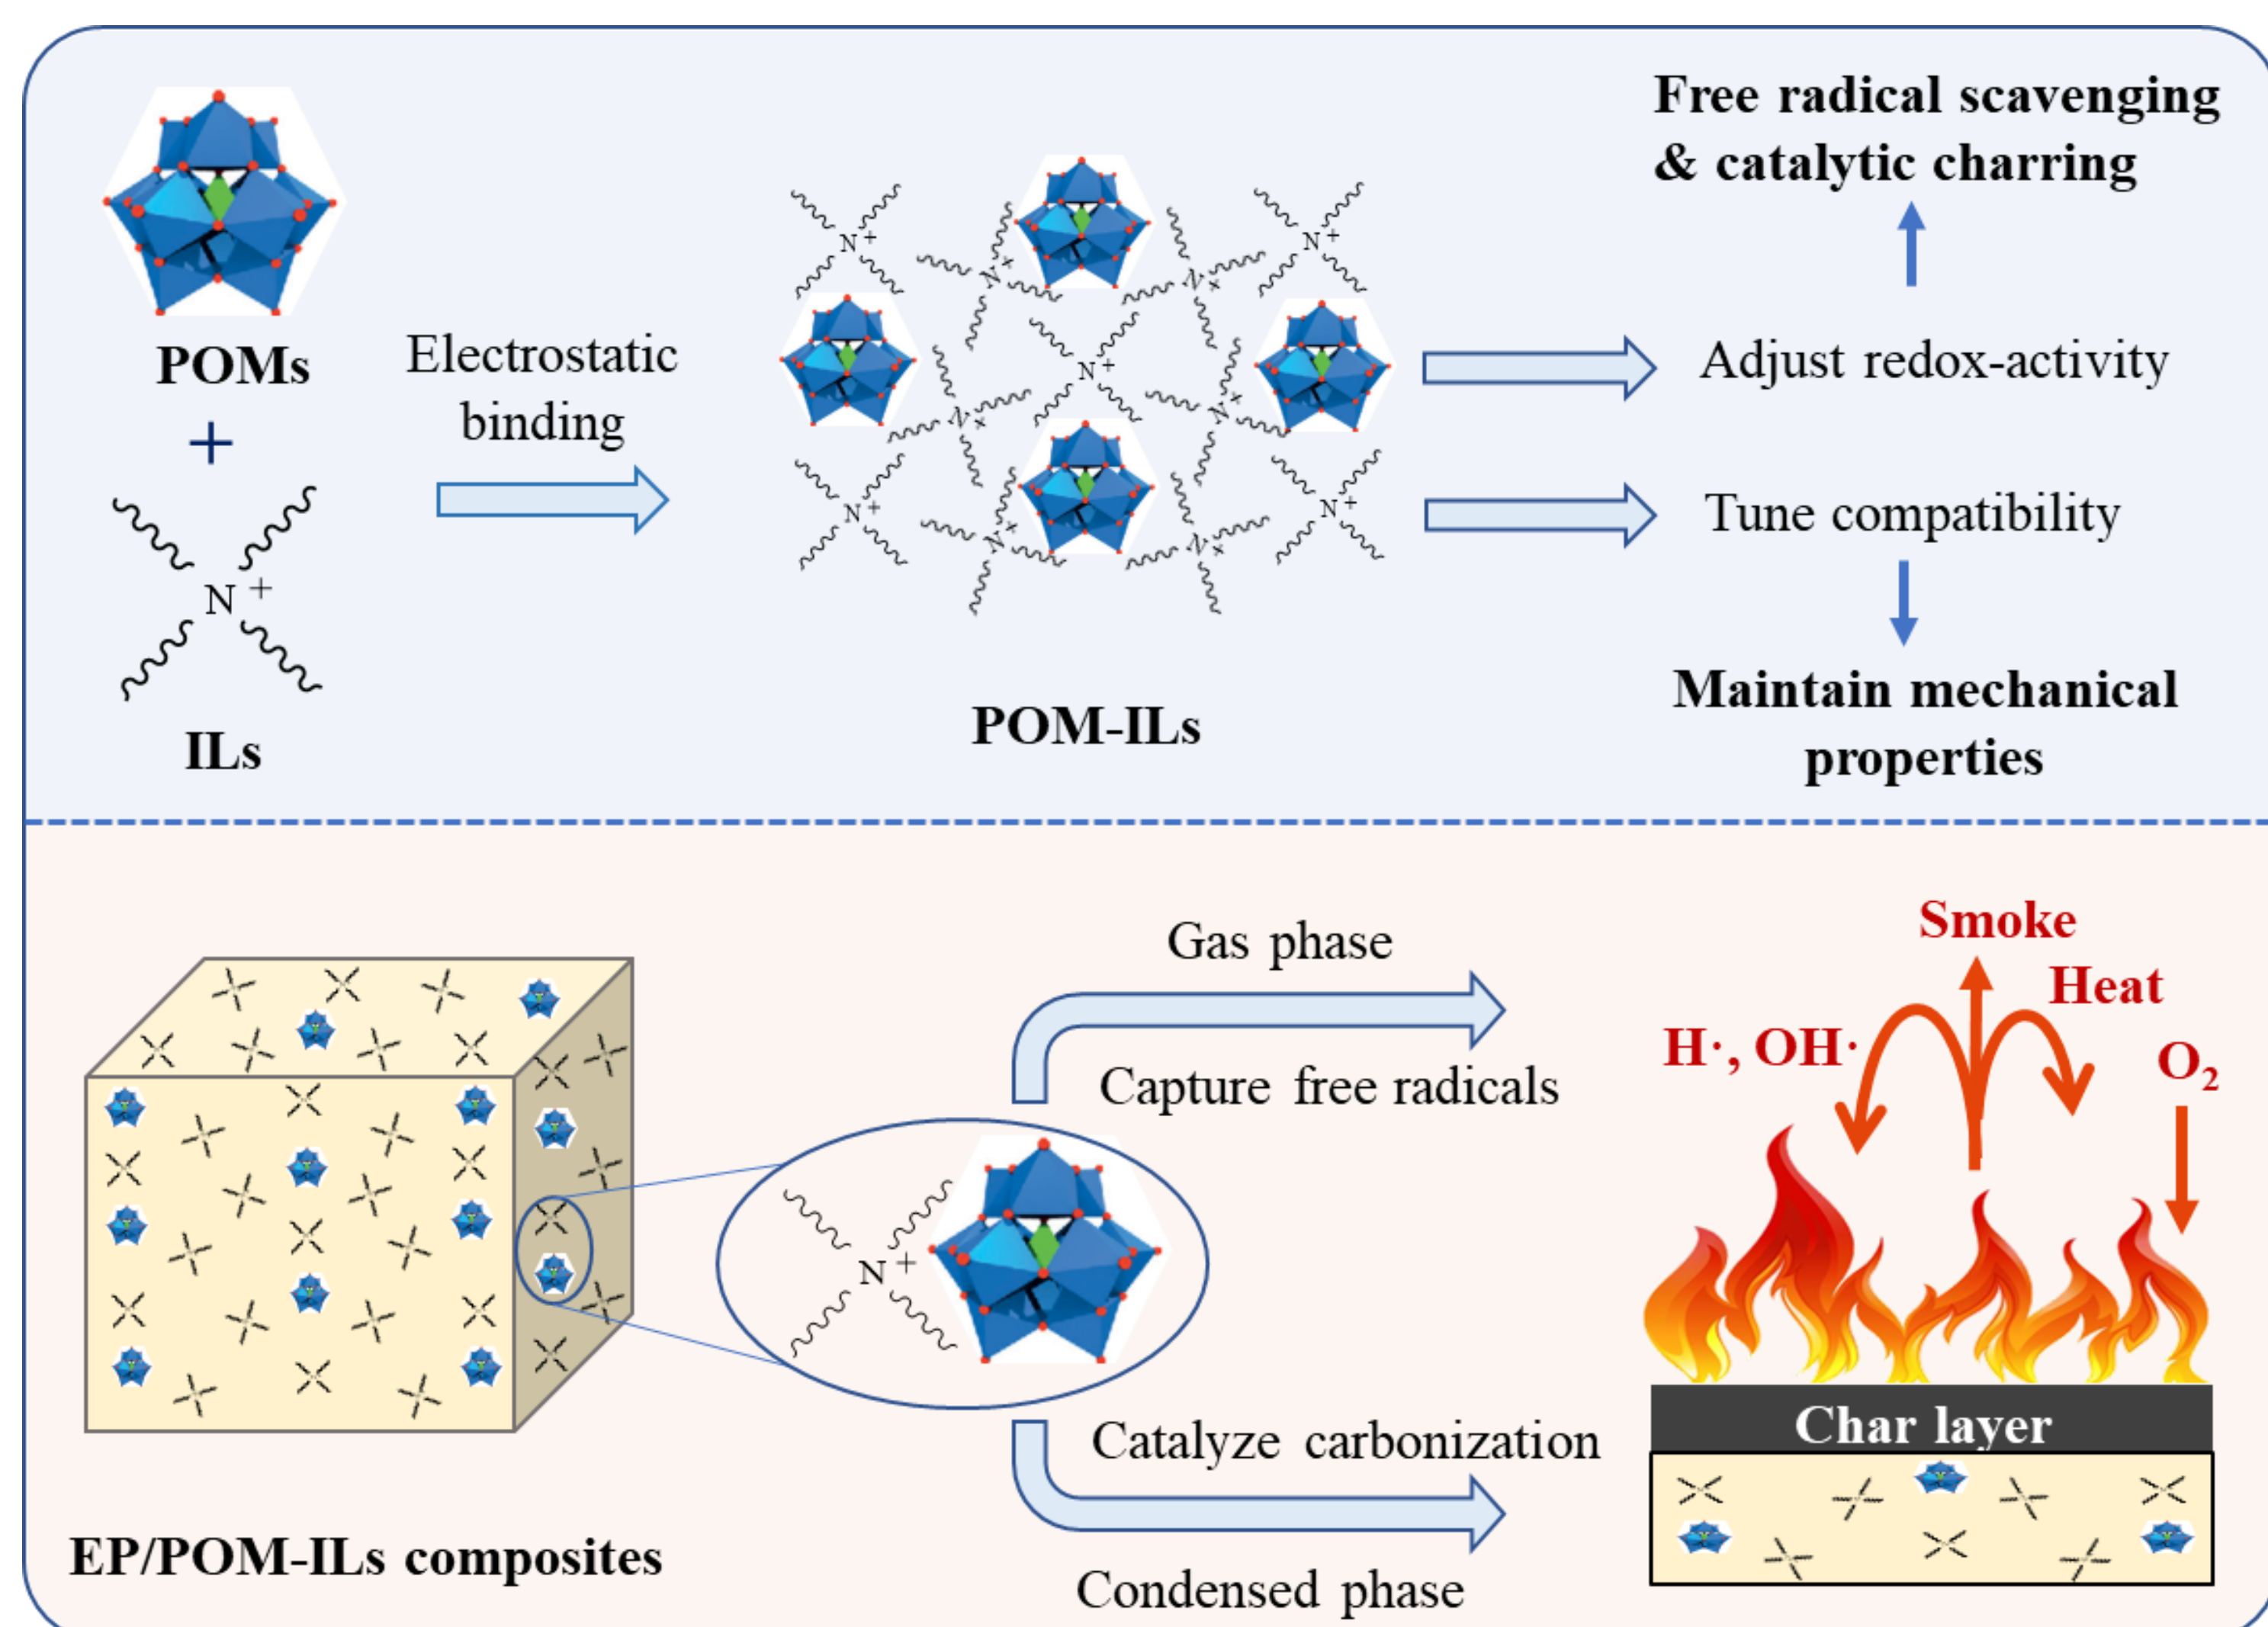 POMs
+
N +
ILs
Electrostatic
binding
N +
N +
N +
N +
N +
N +
N +
N +
N +
N +
N +
POM-ILs
Free radical scavenging
& catalytic charring
Adjust redox-activity
Tune compatibility
Maintain mechanical
properties
EP/POM-ILs composites
N +
Gas phase
Capture free radicals
Catalyze carbonization
Condensed phase
Smoke
Heat
H·, OH·
O₂
Char layer